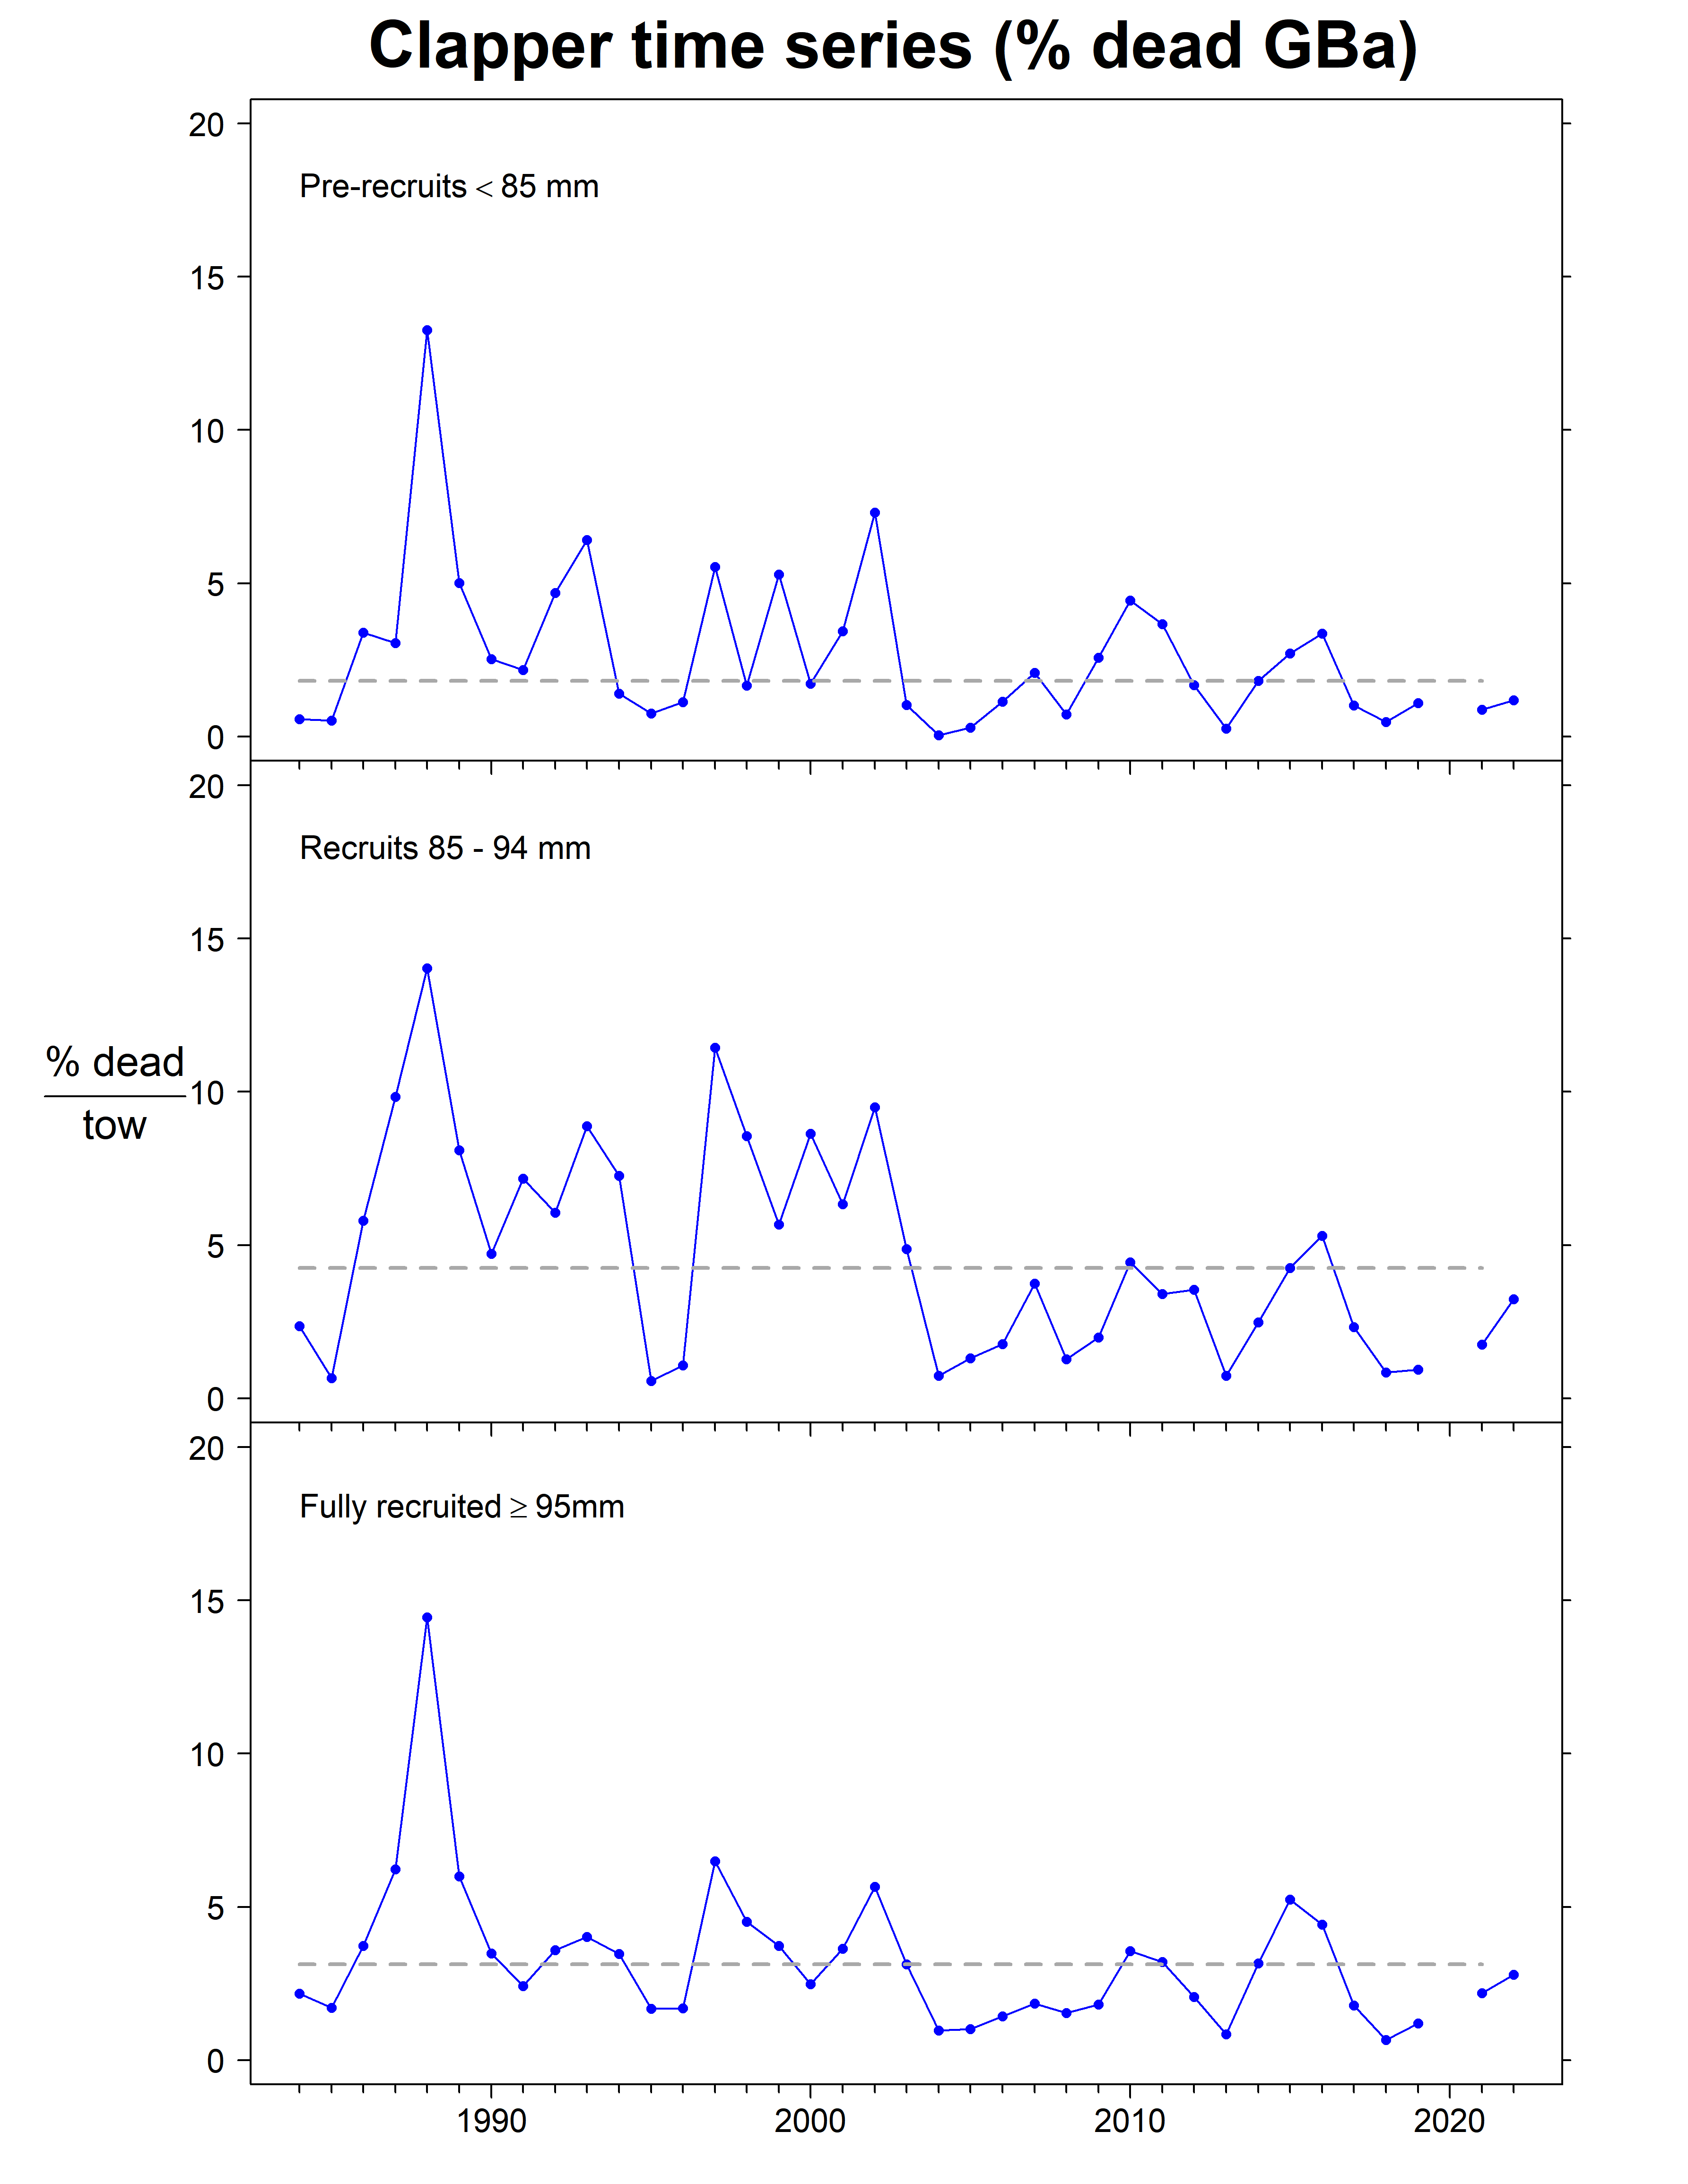 Clapper time series (% dead GBa)
20
Pre-recruits < 85 mm
15
10
5
0
20
Recruits 85 - 94 mm
15
% dead
tow
10
5
0
20
Fully recruited ≥ 95mm
15
10
5
0
1990 2000 2010 2020